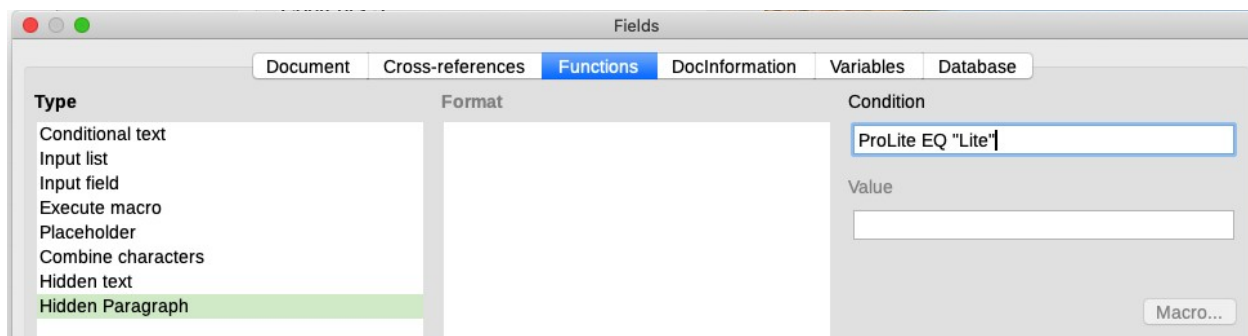 Fields
Document Cross-references Functions DocInformation Variables Database
Type
Conditional text
Input list
Input field
Execute macro
Placeholder
Combine characters
Hidden text
Hidden Paragraph
Format
Condition
ProLite EQ "Lite"
Value
Macro...